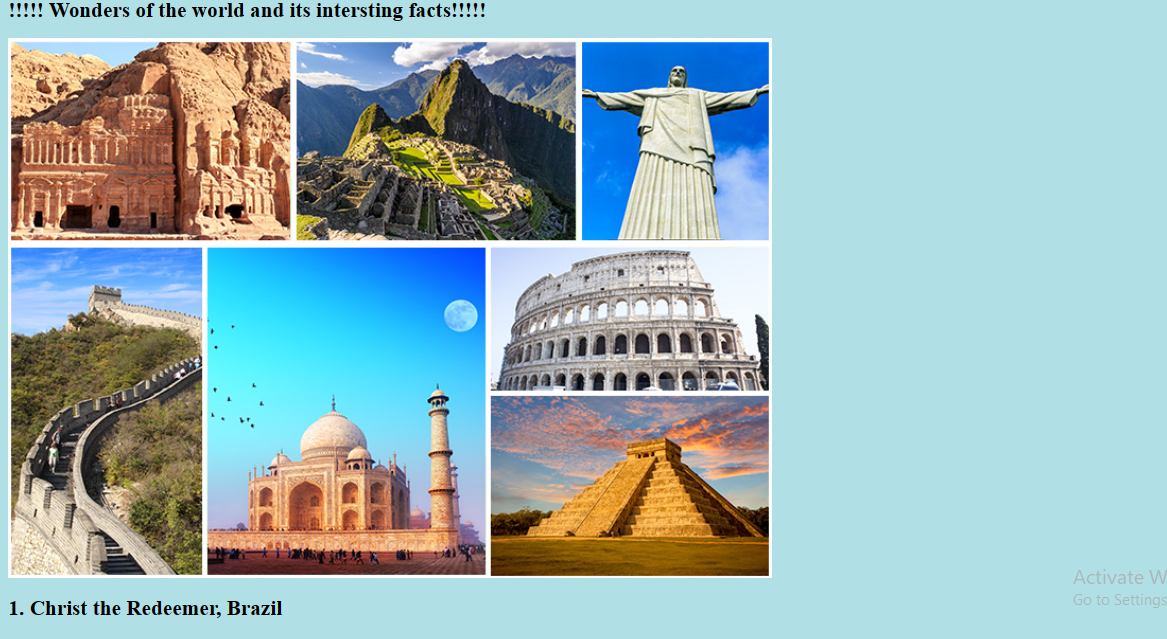 !!!!! Wonders of the world and its intersting facts!!!!!
1. Christ the Redeemer, Brazil
Activate W
Go to Settings